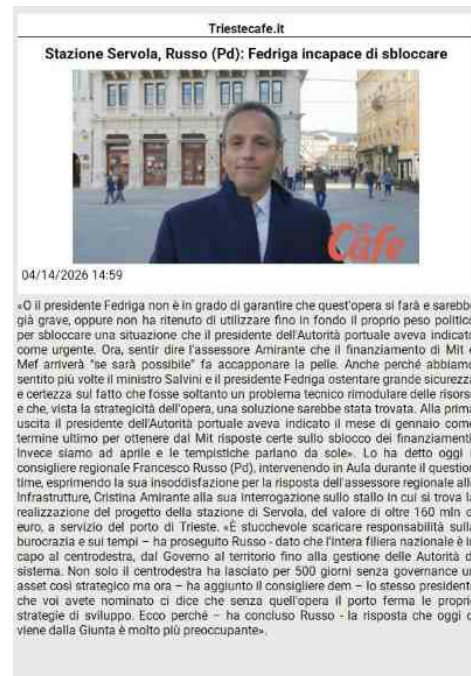 Triestecafe.it
Stazione Servola, Russo (Pd): Fedriga incapace di sbloccare
Cafe
04/14/2026 14:59
«O il presidente Fedriga non è in grado di garantire che quest'opera si farà e sarebbe
già grave, oppure non ha ritenuto di utilizzare fino in fondo il proprio peso politico
per sbloccare una situazione che il presidente dell'Autorità portuale aveva indicato
come urgente. Ora, sentir dire l'assessore Amirante che il finanziamento di Mit e
Mef arriverà "se sarà possibile" fa accapponare la pelle. Anche perché abbiamo
sentito più volte il ministro Salvini e il presidente Fedriga ostentare grande sicurezza
e certezza sul fatto che fosse soltanto un problema tecnico rimodulare delle risorse
e che, vista la strategicità dell'opera, una soluzione sarebbe stata trovata. Alla prima
uscita il presidente dell'Autorità portuale aveva indicato il mese di gennaio come
termine ultimo per ottenere dal Mit risposte certe sullo sblocco dei finanziamenti.
Invece siamo ad aprile e le tempistiche parlano da sole». Lo ha detto oggi i
consigliere regionale Francesco Russo (Pd), intervenendo in Aula durante il question
time, esprimendo la sua insoddisfazione per la risposta dell'assessore regionale alle
Infrastrutture, Cristina Amirante alla sua interrogazione sullo stallo in cui si trova la
realizzazione del progetto della stazione di Servola, del valore di oltre 160 mln d
euro, a servizio del porto di Trieste. «È stucchevole scaricare responsabilità sulla
burocrazia e sui tempi – ha proseguito Russo - dato che l'intera filiera nazionale è in
capo al centrodestra, dal Governo al territorio fino alla gestione delle Autorità d
sistema. Non solo il centrodestra ha lasciato per 500 giorni senza governance un
asset così strategico ma ora – ha aggiunto il consigliere dem – lo stesso presidente
che voi avete nominato ci dice che senza quell'opera il porto ferma le proprie
strategie di sviluppo. Ecco perché – ha concluso Russo - la risposta che oggi c
viene dalla Giunta è molto più preoccupante».